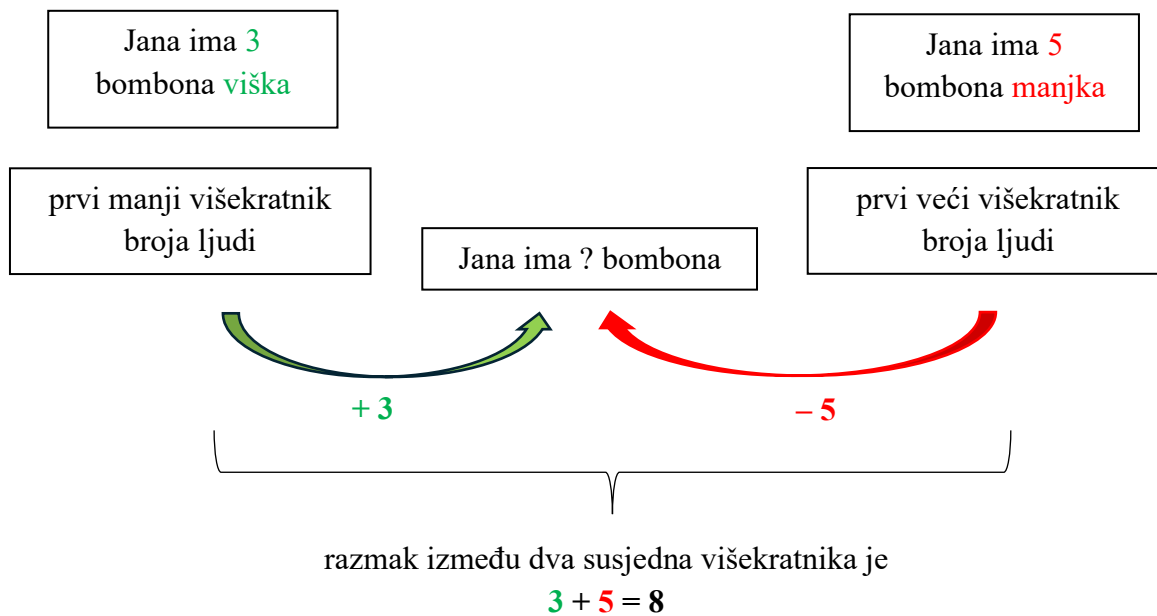 Jana ima 3
bombona viška
Jana ima 5
bombona manjka
prvi manji višekratnik
broja ljudi
Jana ima ? bombona
prvi veći višekratnik
broja ljudi
+ 3
– 5
razmak između dva susjedna višekratnika je
3 + 5 = 8